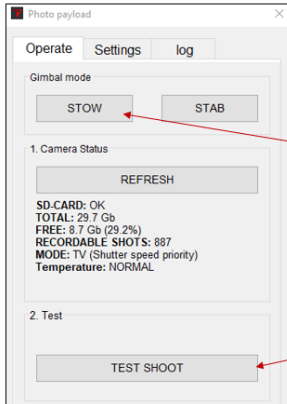 Photo payload
Operate Settings log
Gimbal mode
STOW STAB
1. Camera Status
REFRESH
SD-CARD: OK
TOTAL: 29.7 Gb
FREE: 8.7 Gb (29.2%)
RECORDABLE SHOTS: 887
MODE: TV (Shutter speed priority)
Temperature: NORMAL
2. Test
TEST SHOOT